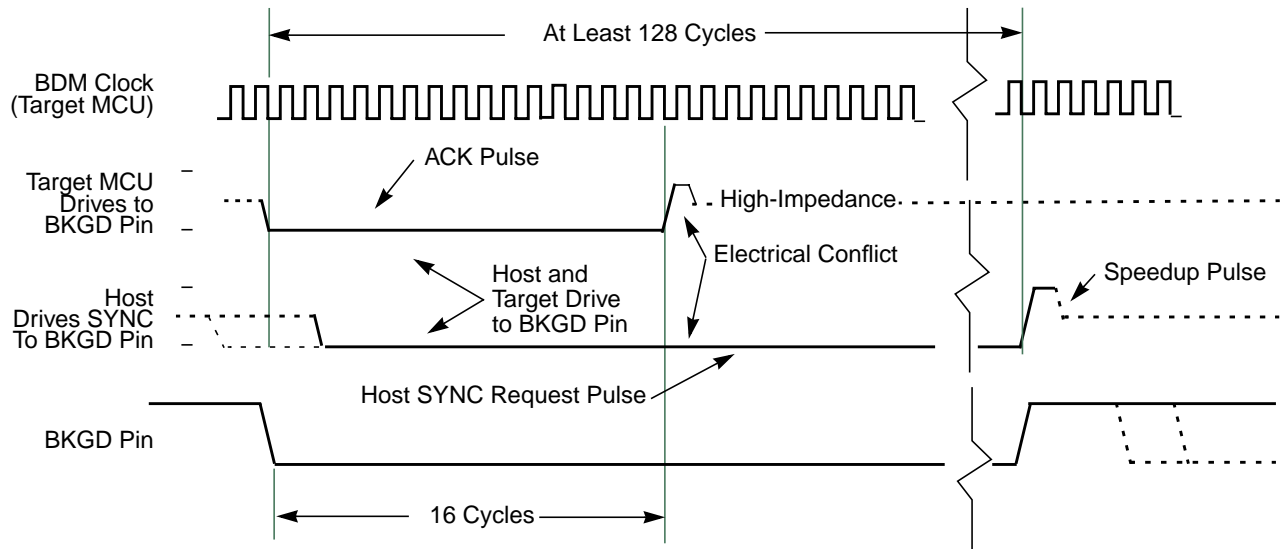 At Least 128 Cycles
BDM Clock
(Target MCU)
ACK Pulse
Target MCU
Drives to
BKGD Pin
High-Impedance
Electrical Conflict
Host and
Target Drive
to BKGD Pin
Speedup Pulse
Host
Drives SYNC
To BKGD Pin
Host SYNC Request Pulse
BKGD Pin
16 Cycles